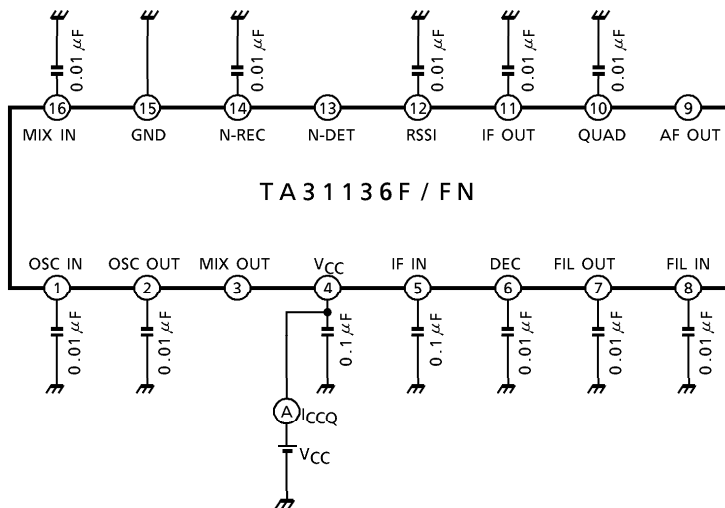 0.01 µF
0.01 µF
0.01 µF
0.01 µF
0.01 µF
16
15
14
13
12
11
10
9
MIX IN
GND
N-REC
N-DET
RSSI
IF OUT
QUAD
AF OUT
TA31136F / FN
OSC IN
OSC OUT
MIX OUT
VCC
IF IN
DEC
FIL OUT
FIL IN
1
2
3
4
5
6
7
8
0.01 µF
0.01 µF
0.1 µF
0.1 µF
0.01 µF
0.01 µF
0.01 µF
A
ICCQ
VCC